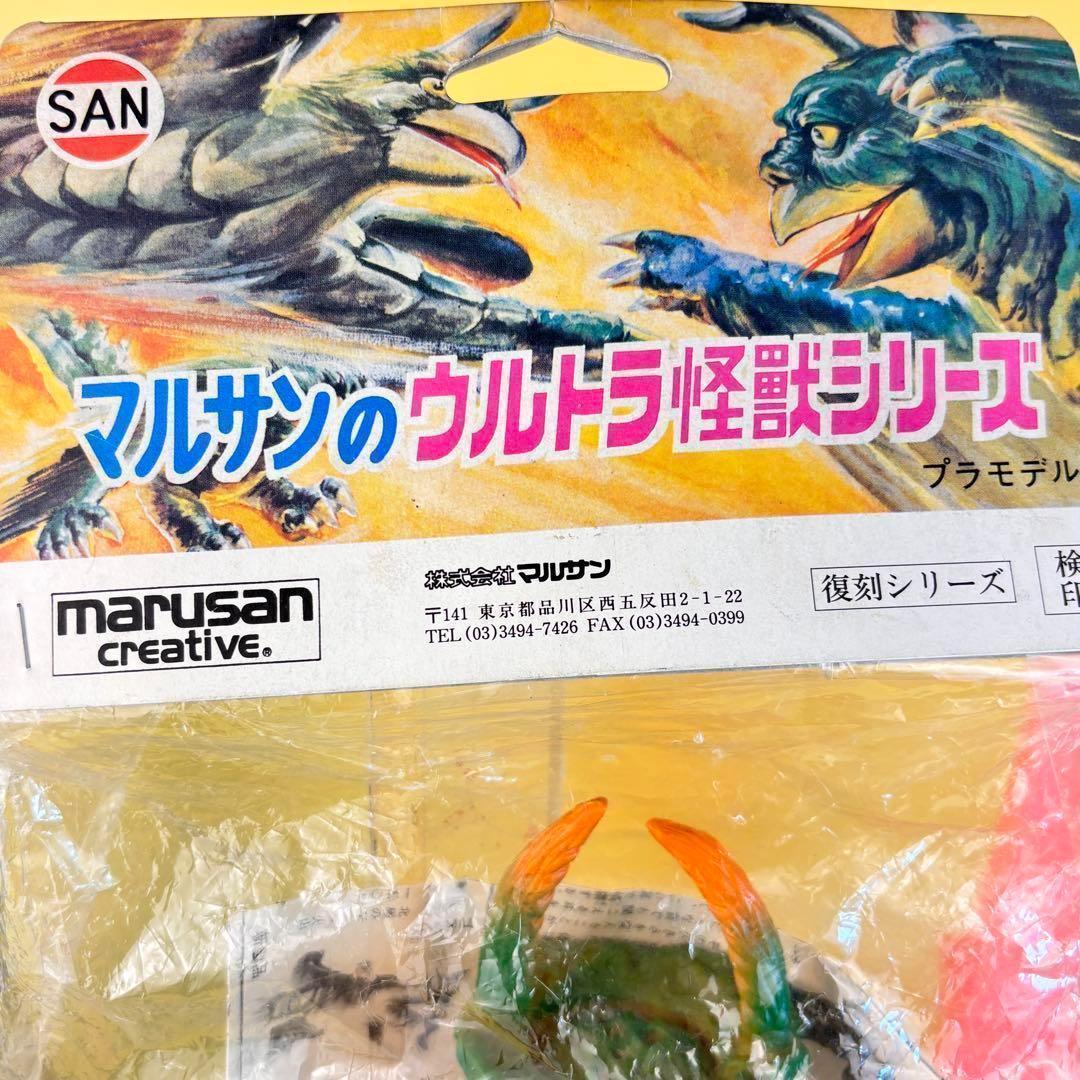 SAN
マルサンのウルトラ怪獣シリーズ
プラモデル
marusan
creative®
株式会社マルサン
〒141 東京都品川区西五反田2-1-22
TEL(03)3494-7426 FAX(03)3494-0399
復刻シリーズ
検
印